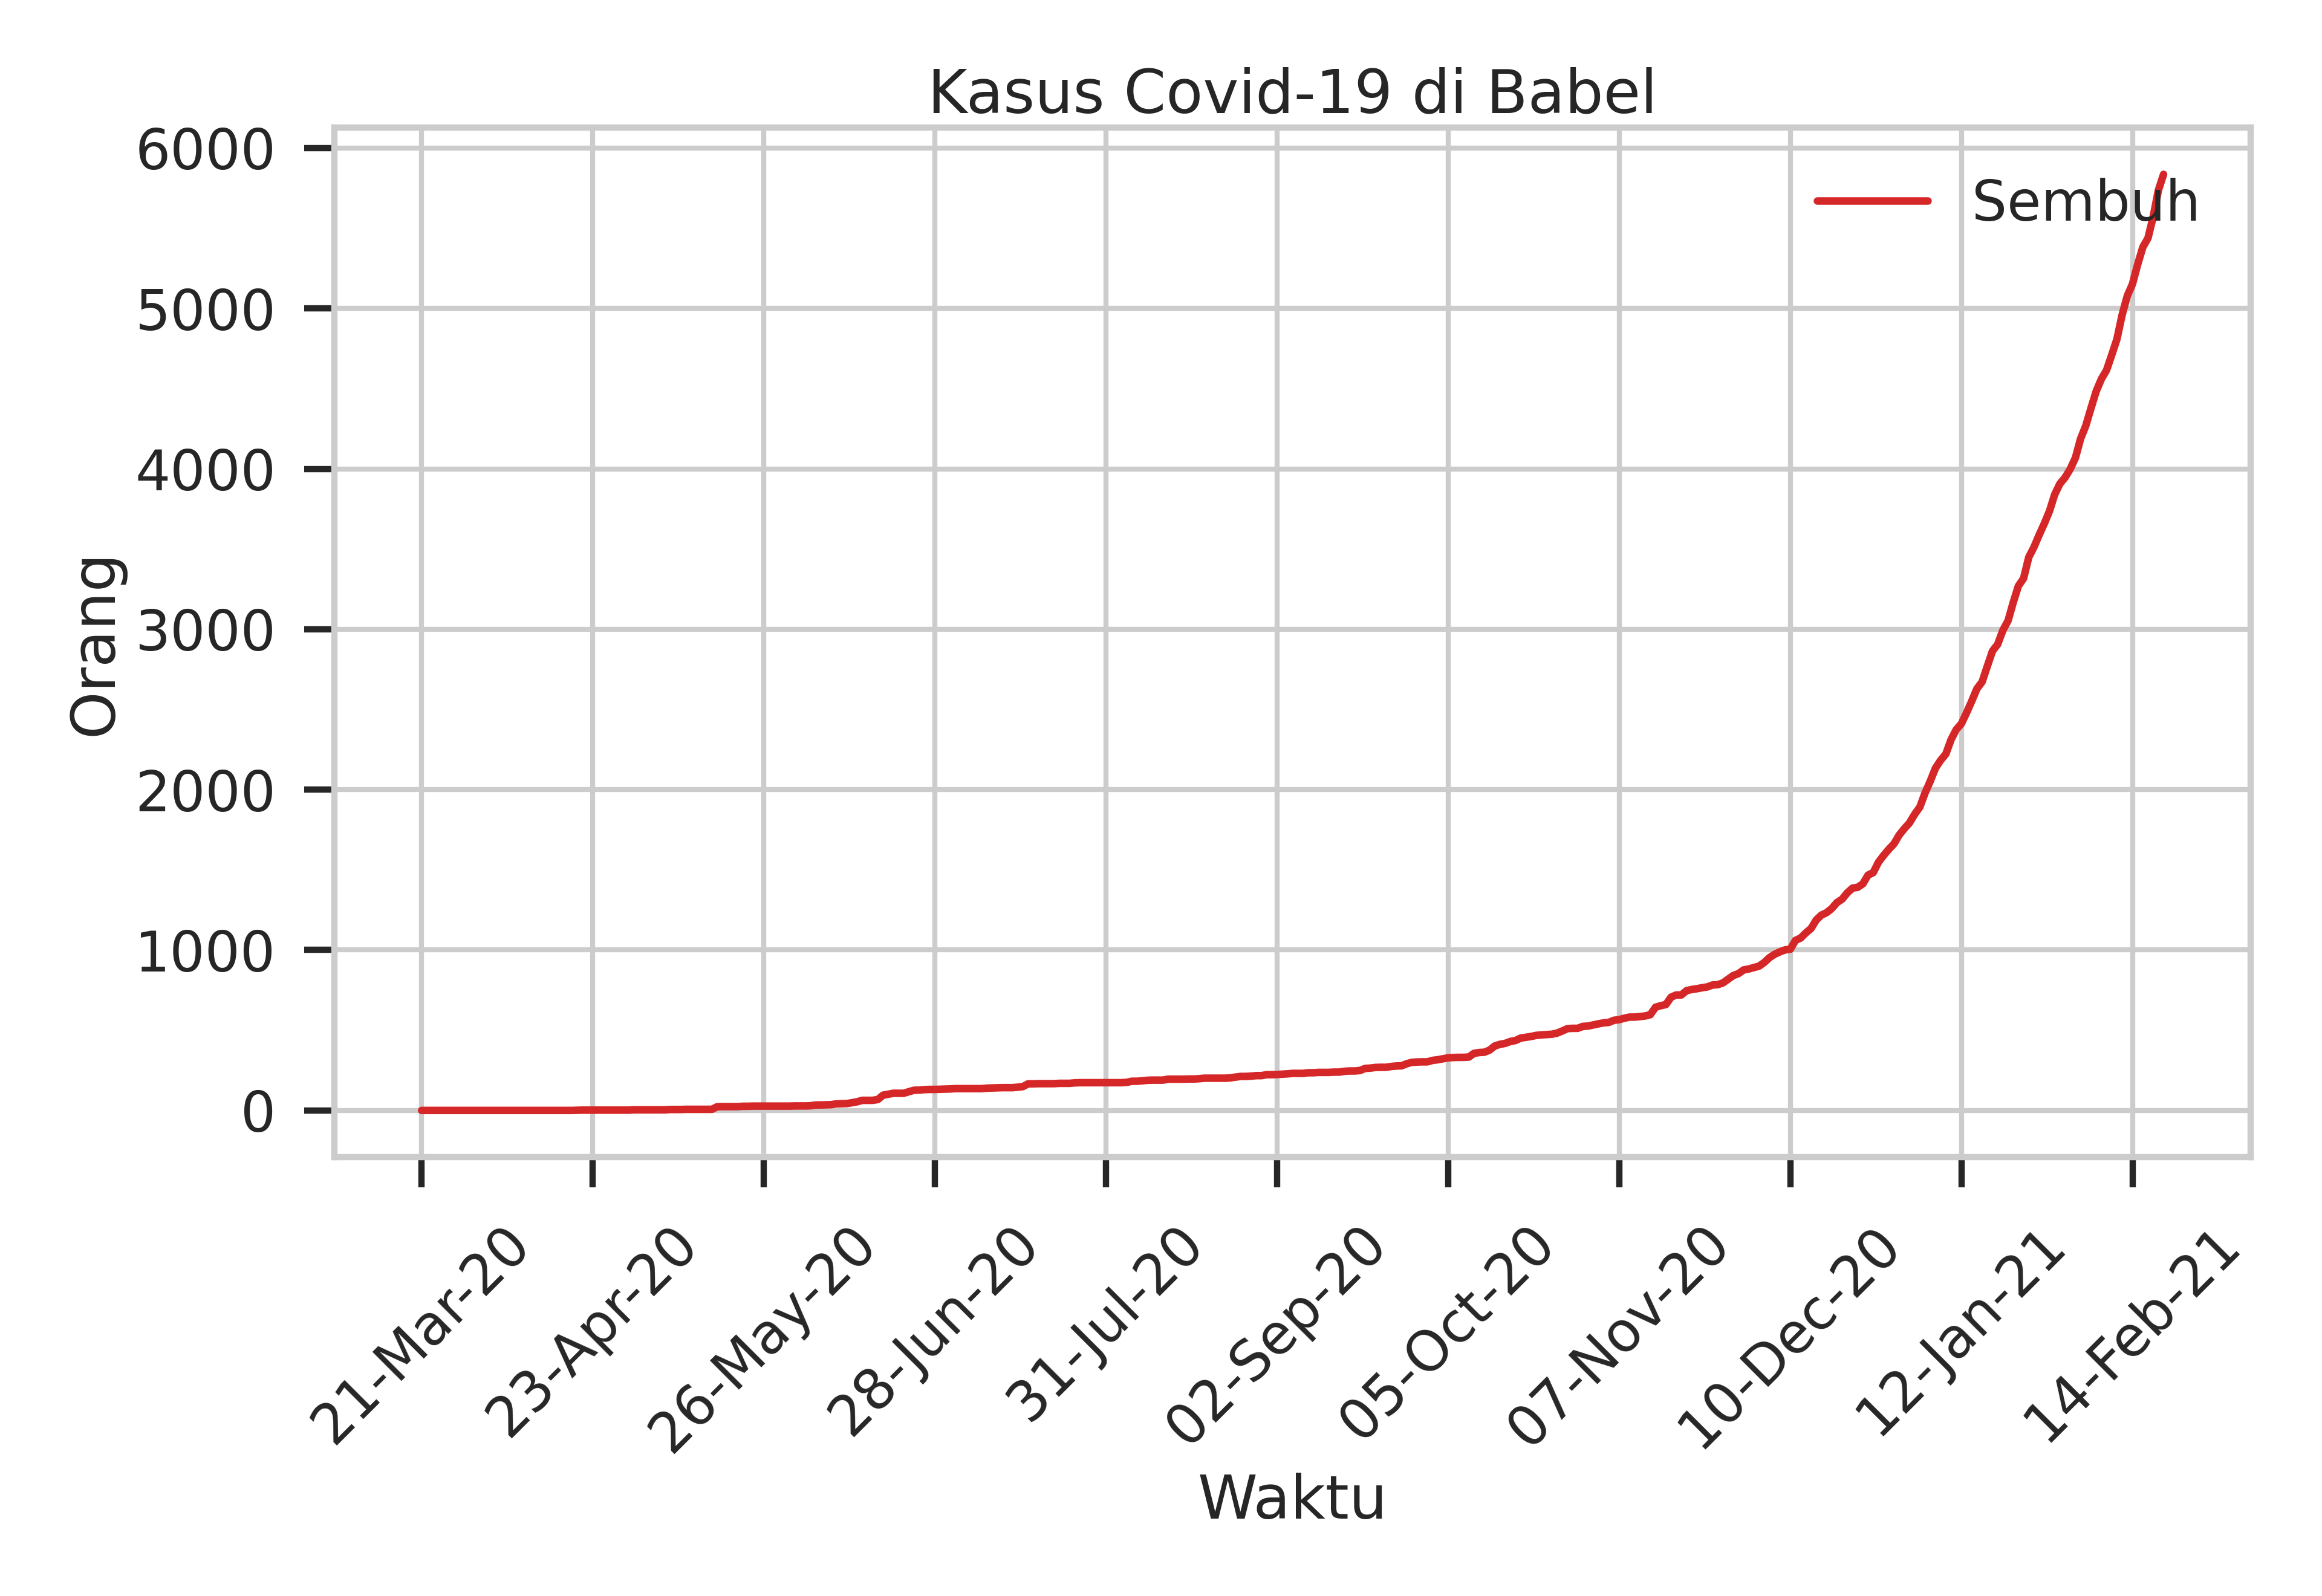 Kasus Covid-19 di Babel
6000
5000
4000
3000
2000
1000
0
Orang
Sembuh
21-Mar-20
23-Apr-20
26-May-20
28-Jun-20
31-Jul-20
02-Sep-20
05-Oct-20
07-Nov-20
10-Dec-20
12-Jan-21
14-Feb-21
Waktu